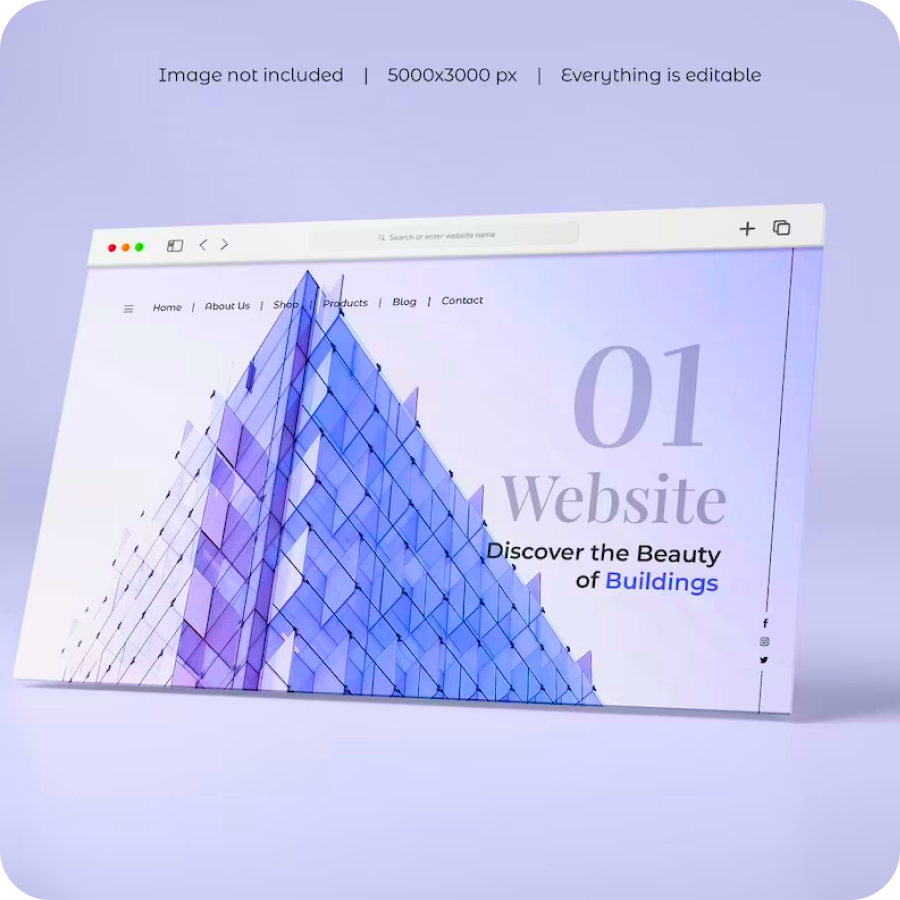 Image not included | 5000x3000 px | Everything is editable
Search or enter website name
Home | About Us | Shop | Products | Blog | Contact
01
Website
Discover the Beauty
of Buildings